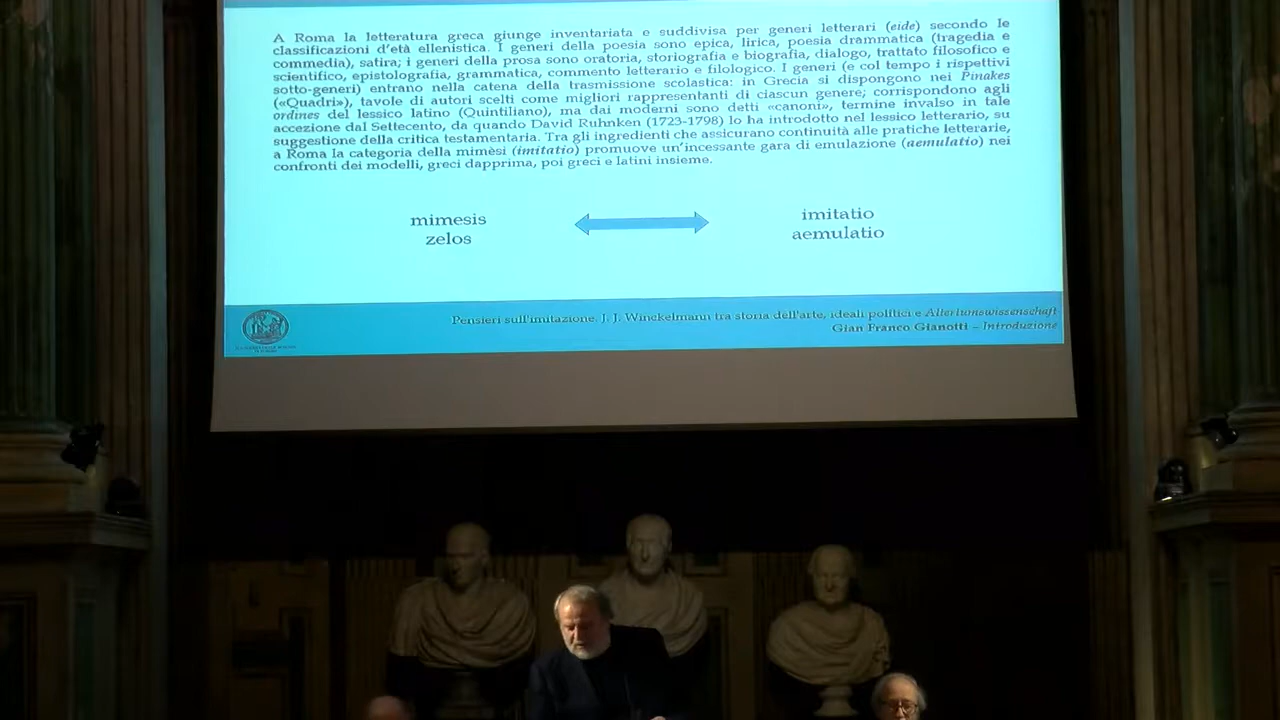 A Roma la letteratura greca giunge inventariata e suddivisa per generi letterari (eide) secondo le
classificazioni d'età ellenistica. I generi della poesia sono epica, lirica, poesia drammatica (tragedia e
commedia), satira; i generi della prosa sono oratoria, storiografia e biografia, dialogo, trattato filosofico e
scientifico, epistolografia, grammatica, commento letterario e filologico. I generi (e col tempo i rispettivi
sotto-generi) entrano nella catena della trasmissione scolastica: in Grecia si dispongono nei Pinakes
(«Quadri»), tavole di autori scelti come migliori rappresentanti di ciascun genere; corrispondono agli
ordines del lessico latino (Quintiliano), ma dai moderni sono detti «canoni», termine invalso in tale
accezione dal Settecento, da quando David Ruhnken (1723-1798) lo ha introdotto nel lessico letterario, su
suggestione della critica testamentaria. Tra gli ingredienti che assicurano continuità alle pratiche letterarie,
a Roma la categoria della mimèsi (imitatio) promuove un'incessante gara di emulazione (aemulatio) nei
confronti dei modelli, greci dapprima, poi greci e latini insieme.
mimesis
zelos
imitatio
aemulatio
Pensieri sull'imitazione. J. J. Winckelmann tra storia dell'arte, ideali politici e Altertumswissenschaft
Gian Franco Gianotti – Introduzione